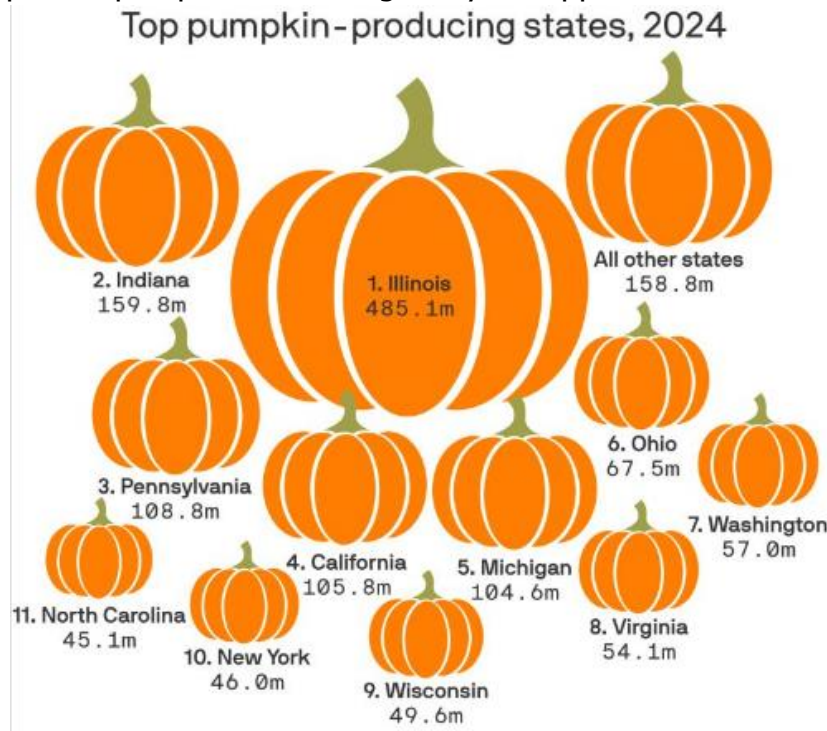 Top pumpkin-producing states, 2024
1. Illinois
485.1m
2. Indiana
159.8m
All other states
158.8m
3. Pennsylvania
108.8m
4. California
105.8m
5. Michigan
104.6m
6. Ohio
67.5m
7. Washington
57.0m
8. Virginia
54.1m
9. Wisconsin
49.6m
10. New York
46.0m
11. North Carolina
45.1m